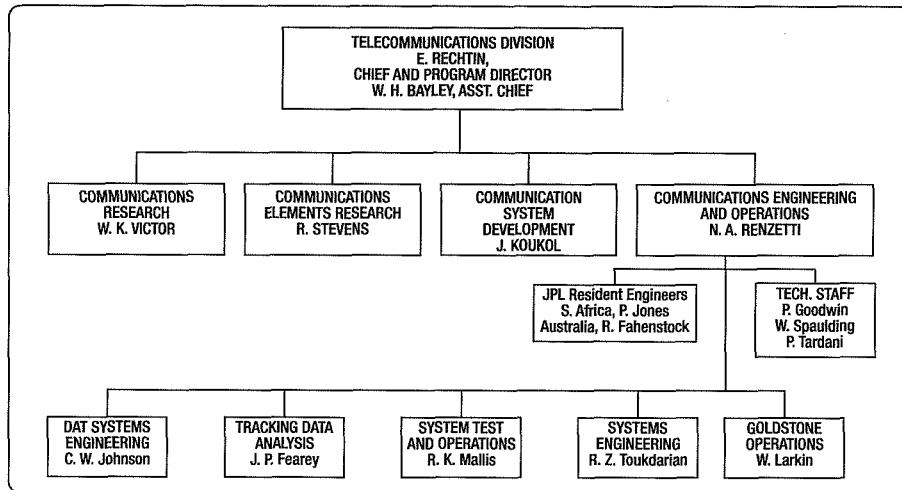 TELECOMMUNICATIONS DIVISION
E. RECHTIN,
CHIEF AND PROGRAM DIRECTOR
W. H. BAYLEY, ASST. CHIEF
COMMUNICATIONS
RESEARCH
W. K. VICTOR
COMMUNICATIONS
ELEMENTS RESEARCH
R. STEVENS
COMMUNICATION
SYSTEM
DEVELOPMENT
J. KOUKOL
COMMUNICATIONS ENGINEERING
AND OPERATIONS
N. A. RENZETTI
JPL Resident Engineers
S. Africa, P. Jones
Australia, R. Fahenstock
TECH. STAFF
P. Goodwin
W. Spaulding
P. Tardani
DAT SYSTEMS
ENGINEERING
C. W. Johnson
TRACKING DATA
ANALYSIS
J. P. Fearey
SYSTEM TEST
AND OPERATIONS
R. K. Mallis
SYSTEMS
ENGINEERING
R. Z. Toukdarian
GOLDSTONE
OPERATIONS
W. Larkin